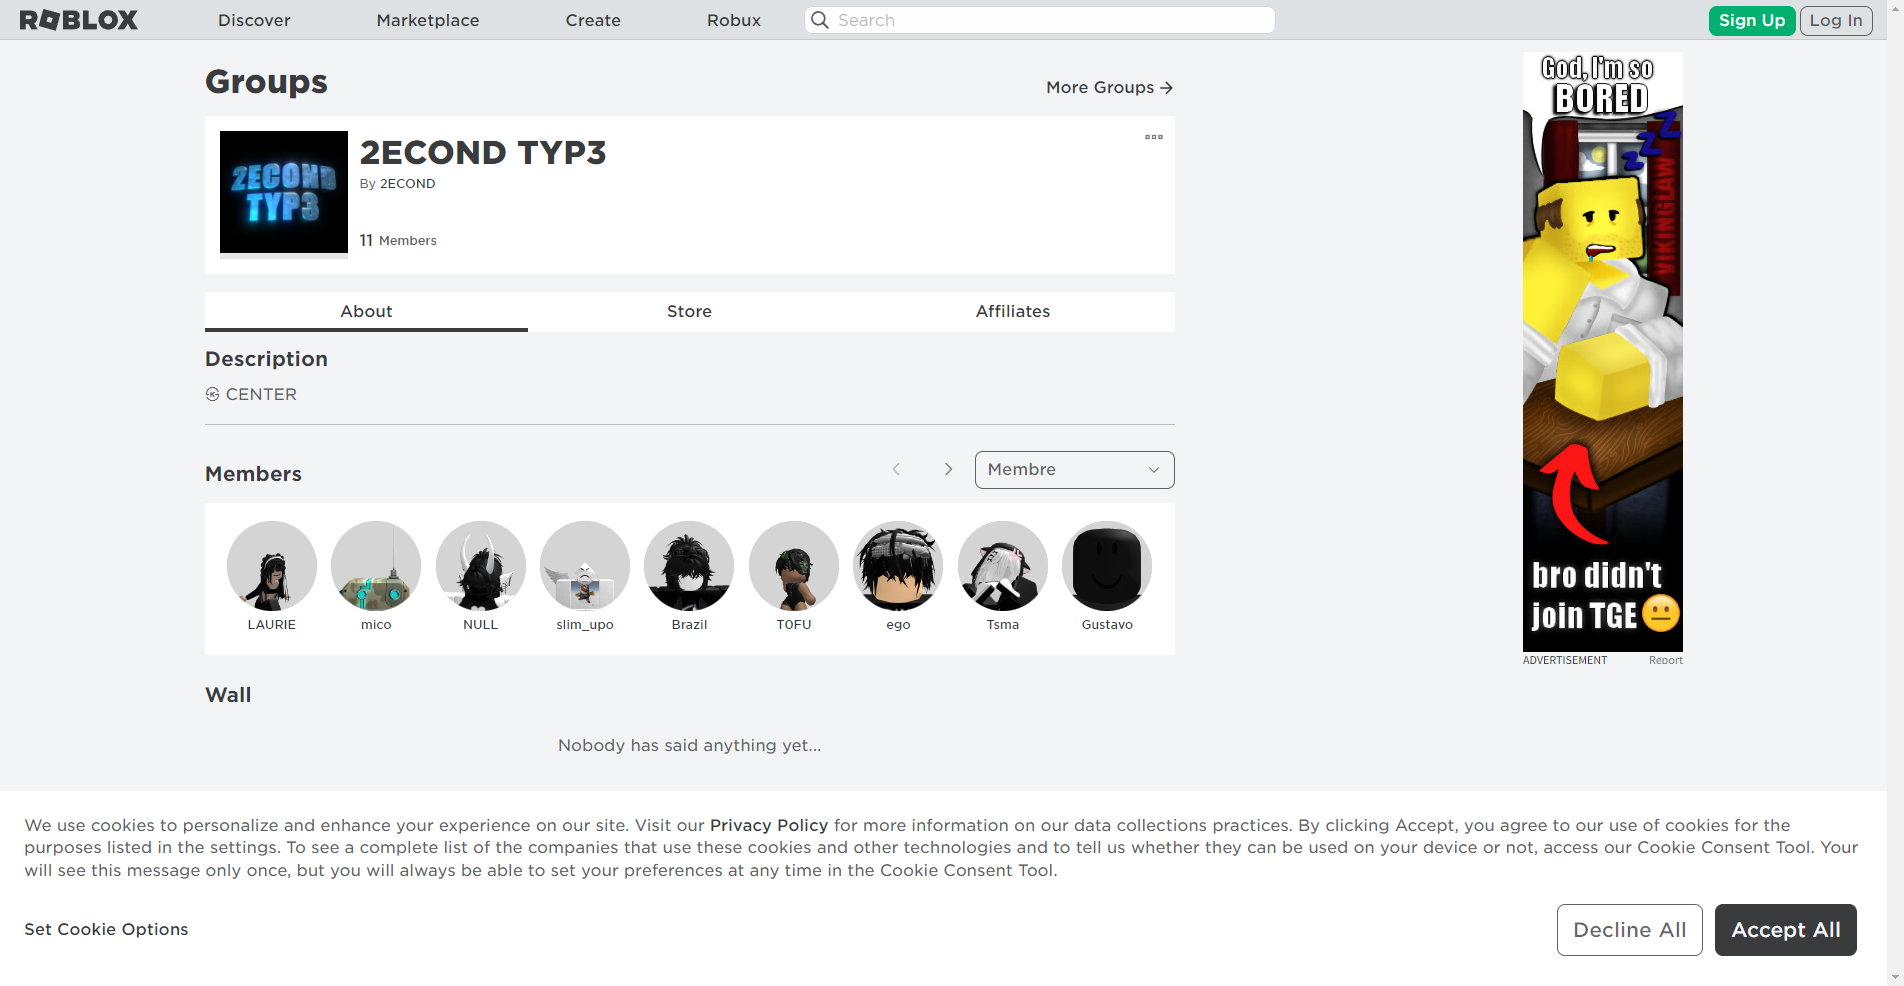 ROBLOX
Discover
Marketplace
Create
Robux
Search
Sign Up
Log In
Groups
More Groups →
2ECOND TYP3
2ECOND TYP3
By 2ECOND
11 Members
About
Store
Affiliates
Description
CENTER
Members
Membre
LAURIE
mico
NULL
slim_upo
Brazil
T0FU
ego
Tsma
Gustavo
Wall
Nobody has said anything yet...
God, I'm so
BORED
zzZ
VIKINGLAW
bro didn't
join TGE
ADVERTISEMENT
Report
We use cookies to personalize and enhance your experience on our site. Visit our Privacy Policy for more information on our data collections practices. By clicking Accept, you agree to our use of cookies for the
purposes listed in the settings. To see a complete list of the companies that use these cookies and other technologies and to tell us whether they can be used on your device or not, access our Cookie Consent Tool. Your
will see this message only once, but you will always be able to set your preferences at any time in the Cookie Consent Tool.
Set Cookie Options
Decline All
Accept All